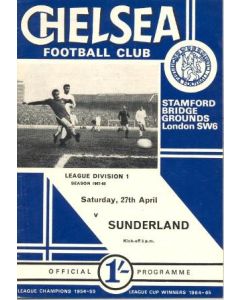 CHELSEA
FOOTBALL CLUB
STAMFORD
BRIDGE
GROUNDS
London SW6
LEAGUE DIVISION 1
SEASON 1967-68
Saturday, 27th April
v
SUNDERLAND
Kick-off 3 p.m.
OFFICIAL 1/- PROGRAMME
LEAGUE CHAMPIONS 1954-55 LEAGUE CUP WINNERS 1964-65